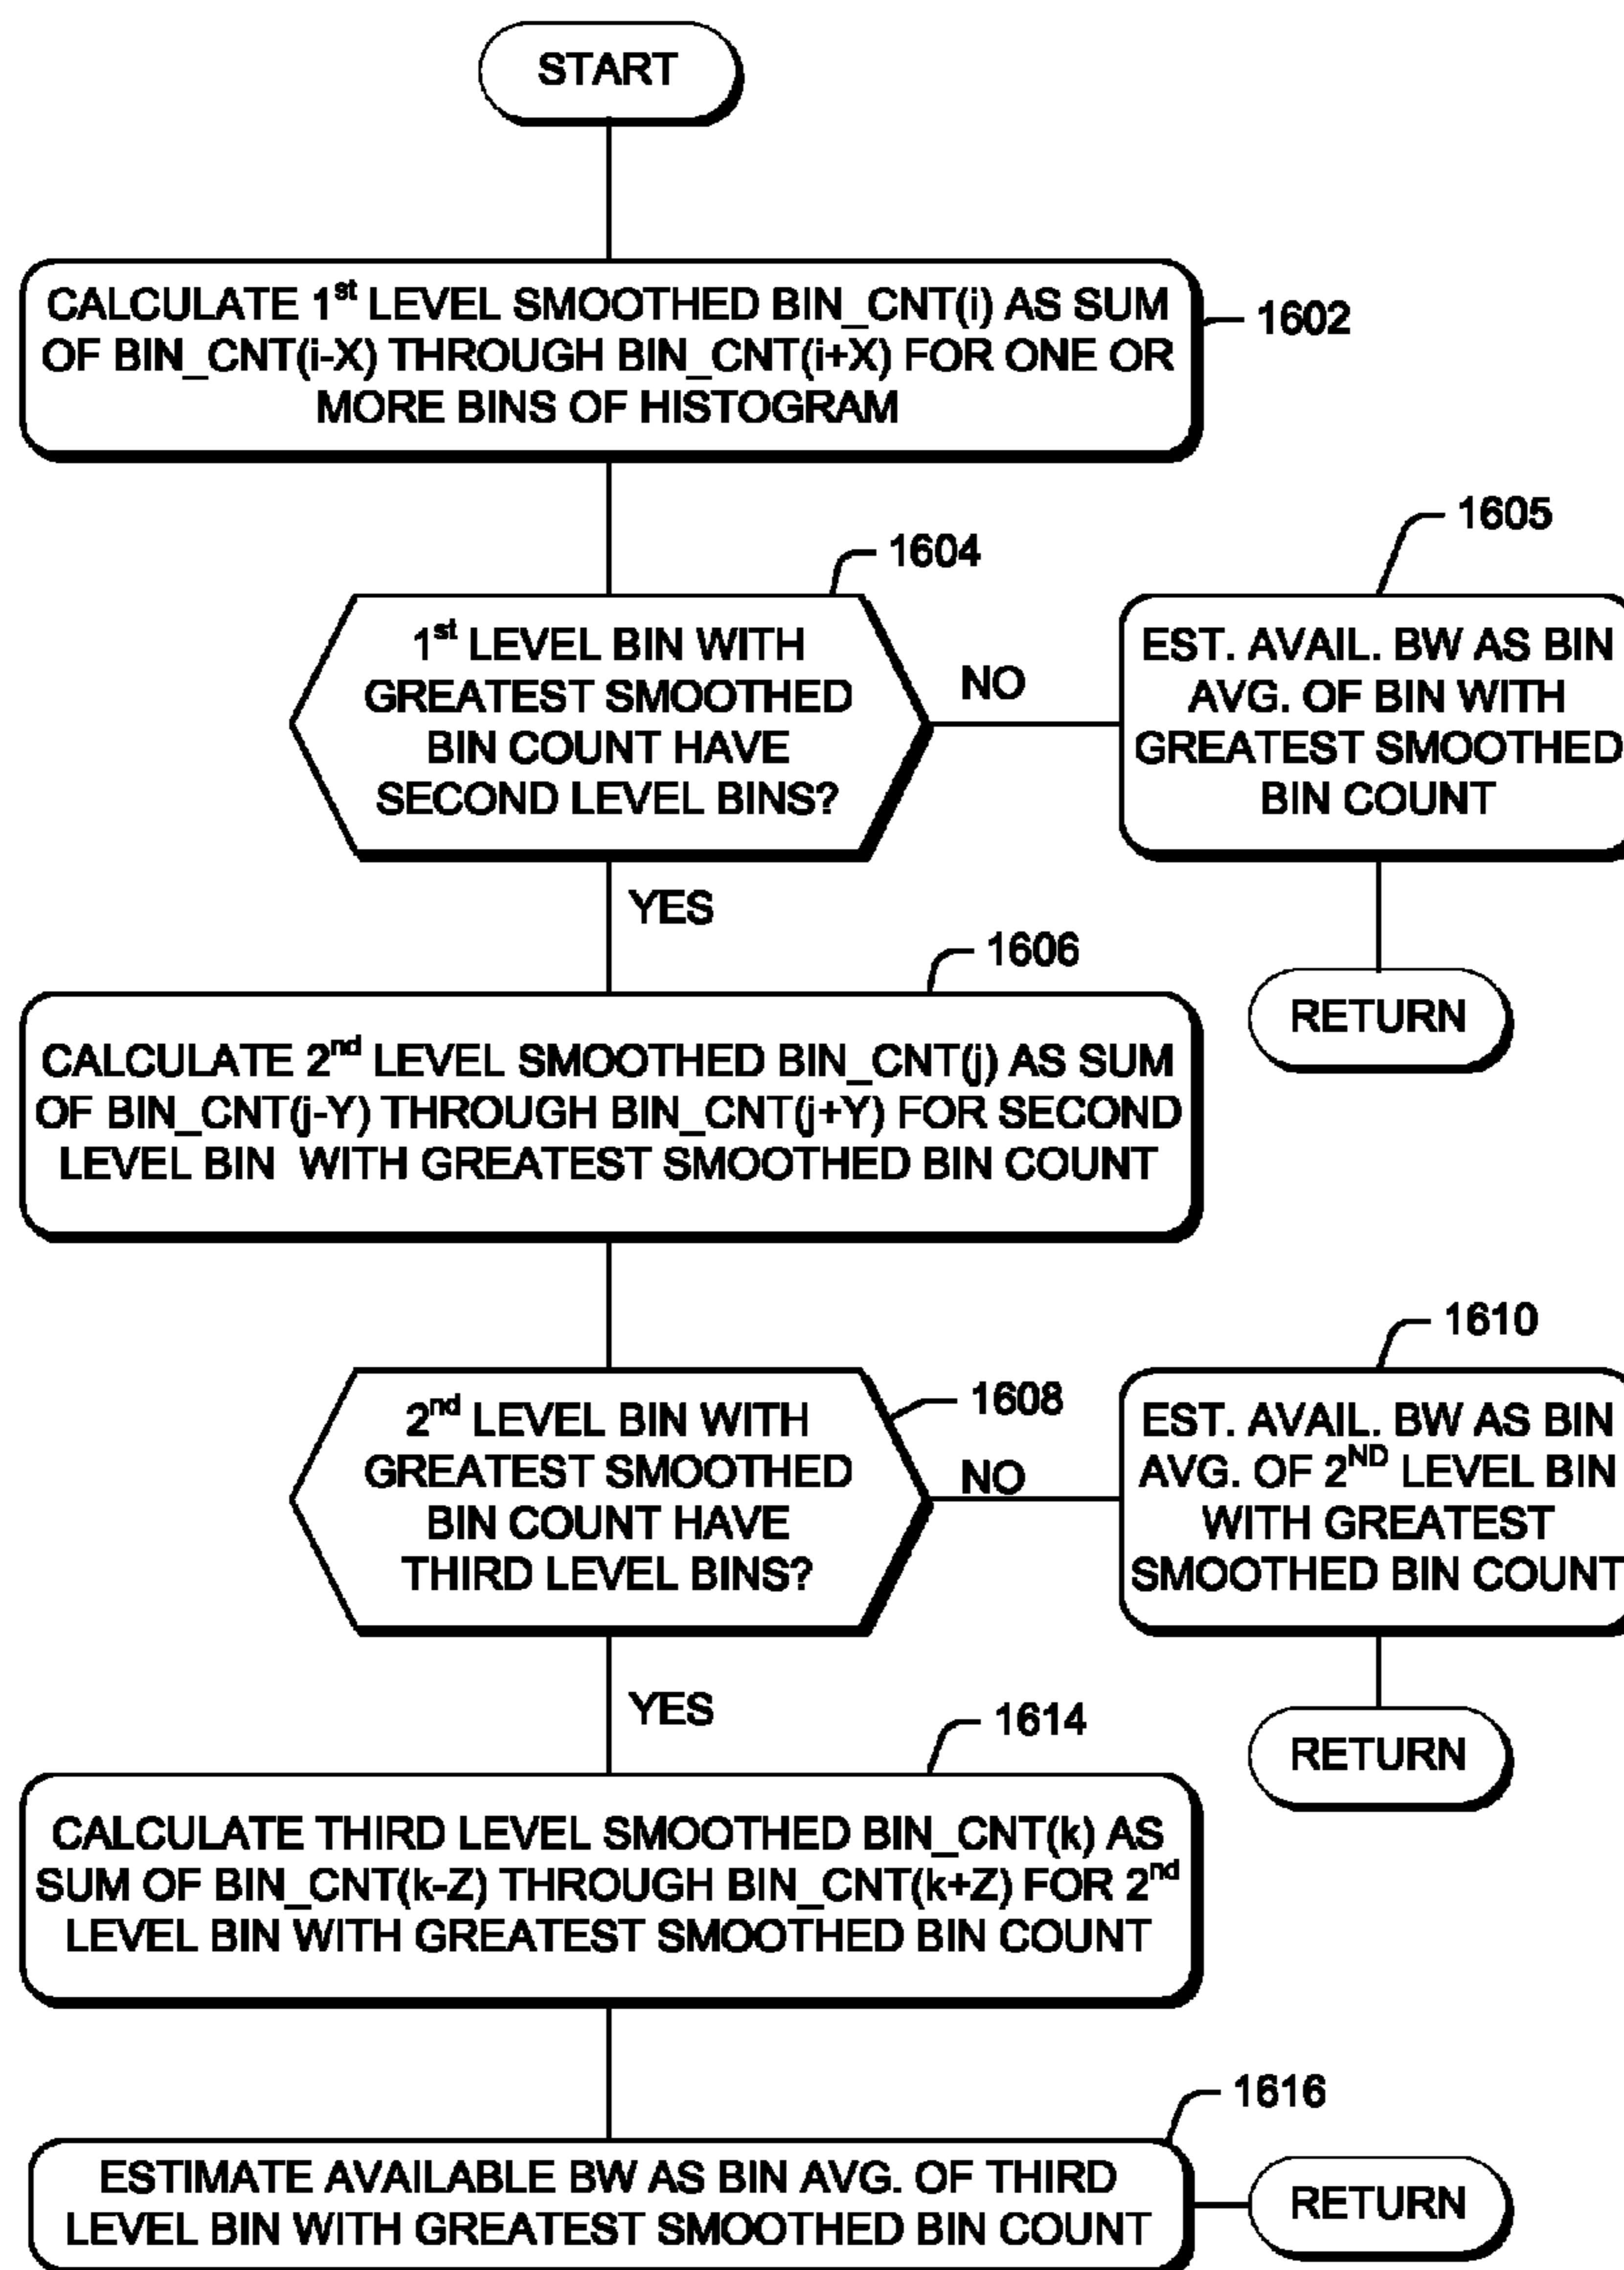 START
CALCULATE 1st LEVEL SMOOTHED BIN_CNT(i) AS SUM
OF BIN_CNT(i-X) THROUGH BIN_CNT(i+X) FOR ONE OR
MORE BINS OF HISTOGRAM
1602
1604
1st LEVEL BIN WITH
GREATEST SMOOTHED
BIN COUNT HAVE
SECOND LEVEL BINS?
NO
1605
EST. AVAIL. BW AS BIN
AVG. OF BIN WITH
GREATEST SMOOTHED
BIN COUNT
RETURN
YES
1606
CALCULATE 2nd LEVEL SMOOTHED BIN_CNT(j) AS SUM
OF BIN_CNT(j-Y) THROUGH BIN_CNT(j+Y) FOR SECOND
LEVEL BIN WITH GREATEST SMOOTHED BIN COUNT
1608
2nd LEVEL BIN WITH
GREATEST SMOOTHED
BIN COUNT HAVE
THIRD LEVEL BINS?
NO
1610
EST. AVAIL. BW AS BIN
AVG. OF 2ND LEVEL BIN
WITH GREATEST
SMOOTHED BIN COUNT
RETURN
YES
1614
CALCULATE THIRD LEVEL SMOOTHED BIN_CNT(k) AS
SUM OF BIN_CNT(k-Z) THROUGH BIN_CNT(k+Z) FOR 2nd
LEVEL BIN WITH GREATEST SMOOTHED BIN COUNT
1616
ESTIMATE AVAILABLE BW AS BIN AVG. OF THIRD
LEVEL BIN WITH GREATEST SMOOTHED BIN COUNT
RETURN